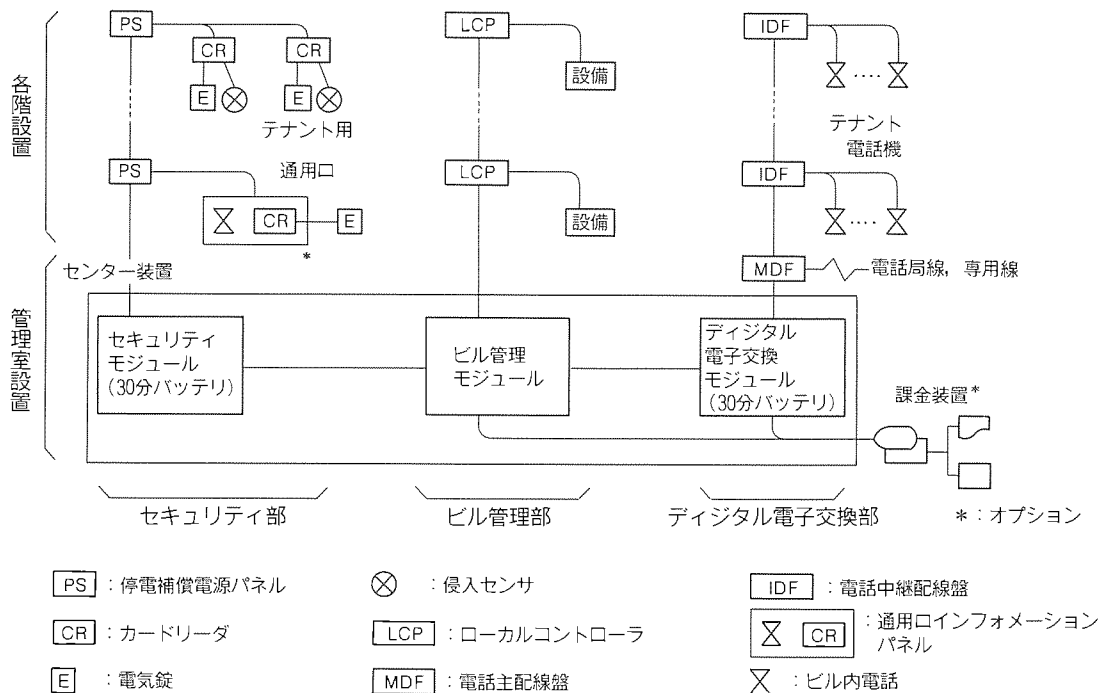 PS
CR
CR
E
E
テナント用
PS
通用口
CR
E
*
LCP
設備
LCP
設備
IDF
テナント
電話機
IDF
MDF
電話局線，専用線
各階設置
管理室設置
センター装置
セキュリティ
モジュール
(30分バッテリ)
ビル管理
モジュール
ディジタル
電子交換
モジュール
(30分バッテリ)
課金装置*
セキュリティ部
ビル管理部
ディジタル電子交換部
*：オプション
PS：停電補償電源パネル
：侵入センサ
IDF：電話中継配線盤
CR：カードリーダ
LCP：ローカルコントローラ
CR：通用口インフォメーション
パネル
E：電気錠
MDF：電話主配線盤
：ビル内電話